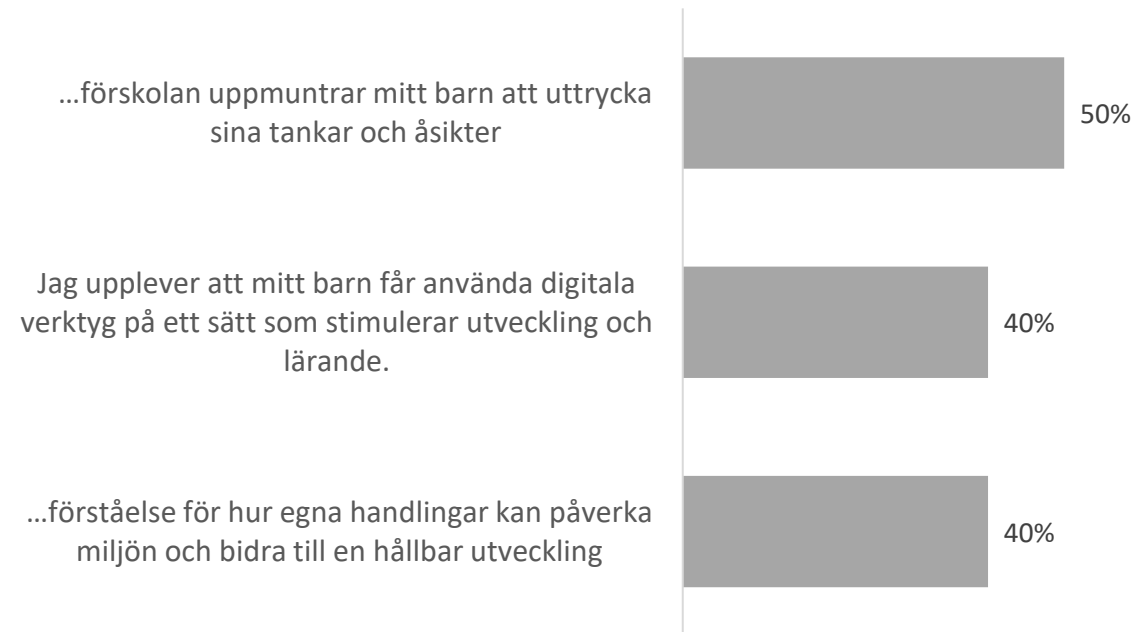 …förskolan uppmuntrar mitt barn att uttrycka
sina tankar och åsikter
50%
Jag upplever att mitt barn får använda digitala
verktyg på ett sätt som stimulerar utveckling och
lärande.
40%
…förståelse för hur egna handlingar kan påverka
miljön och bidra till en hållbar utveckling
40%